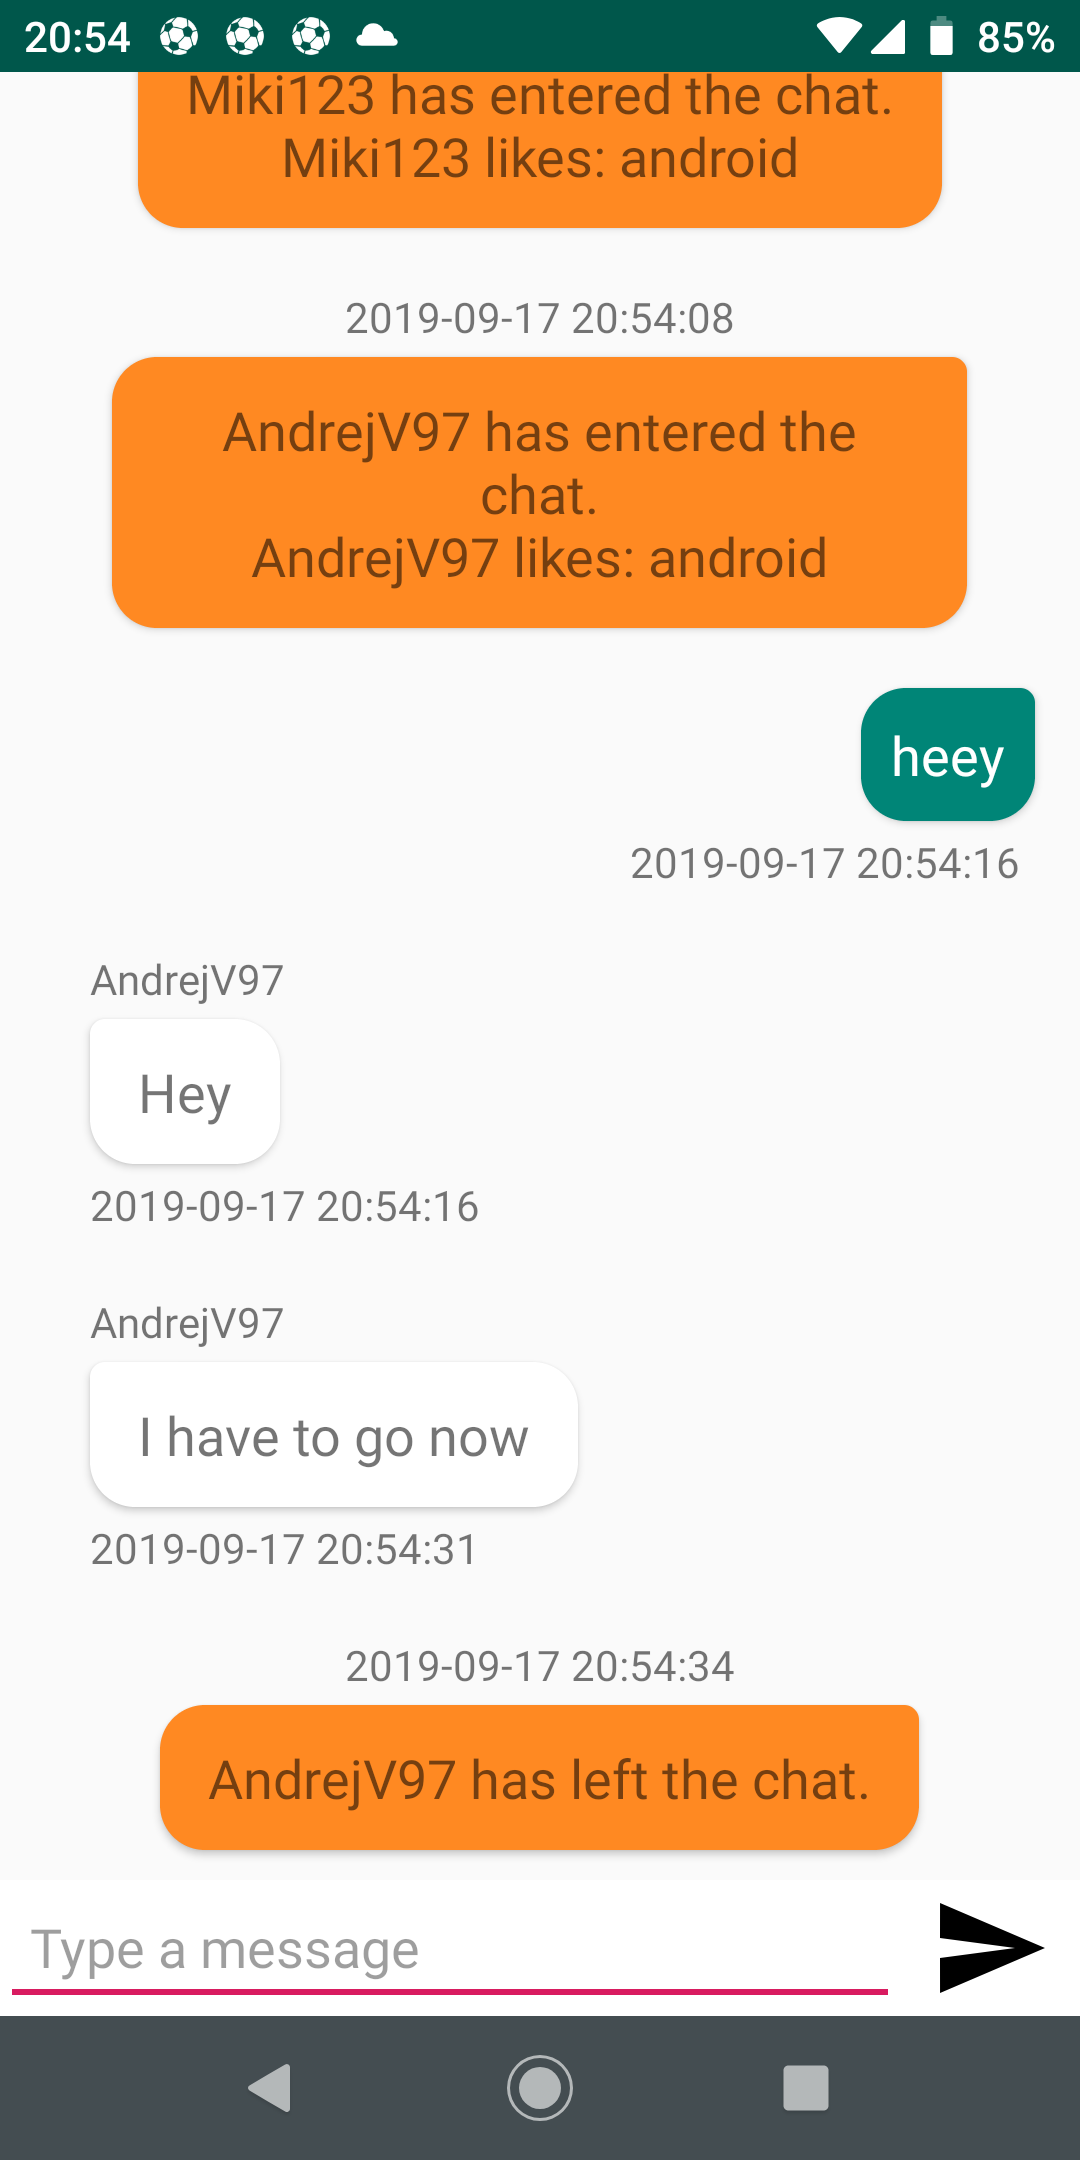 20:54 85%
Miki123 has entered the chat.
Miki123 likes: android
2019-09-17 20:54:08
AndrejV97 has entered the
chat.
AndrejV97 likes: android
heey
2019-09-17 20:54:16
AndrejV97
Hey
2019-09-17 20:54:16
AndrejV97
I have to go now
2019-09-17 20:54:31
2019-09-17 20:54:34
AndrejV97 has left the chat.
Type a message